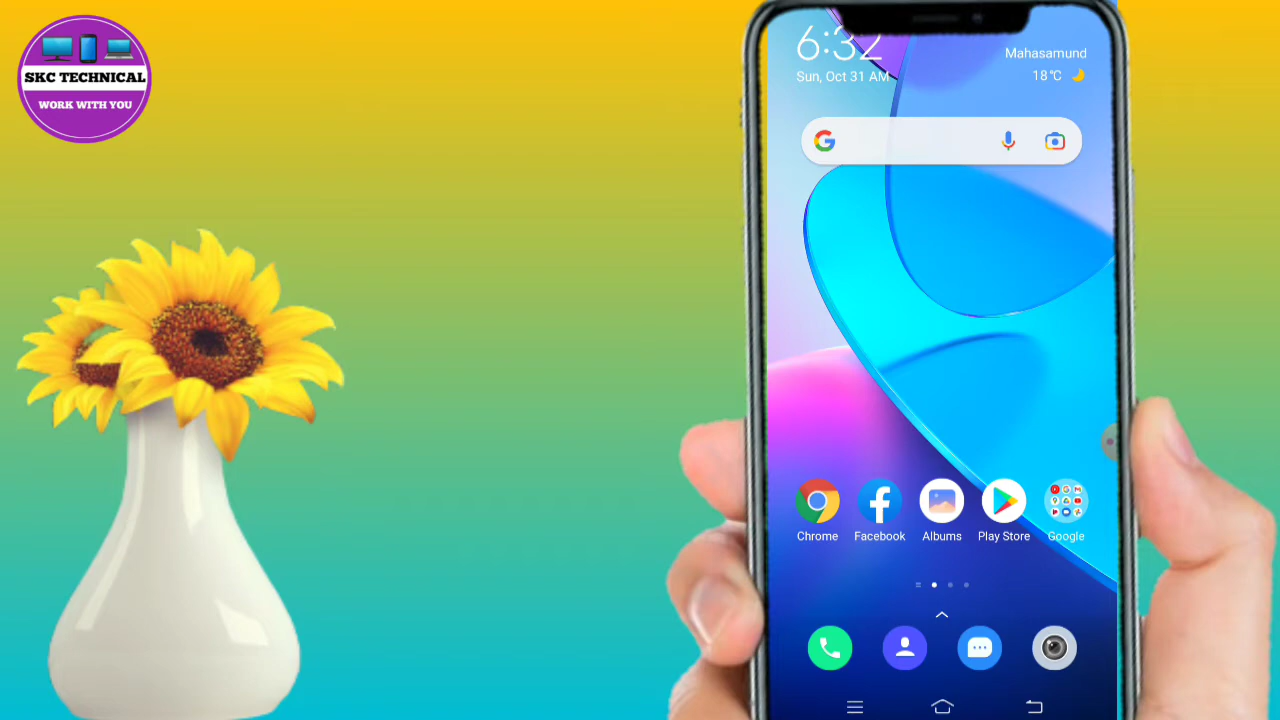 SKC TECHNICAL
WORK WITH YOU
6:32
Sun, Oct 31 AM
Mahasamund
18°C
Chrome
Facebook
Albums
Play Store
Google